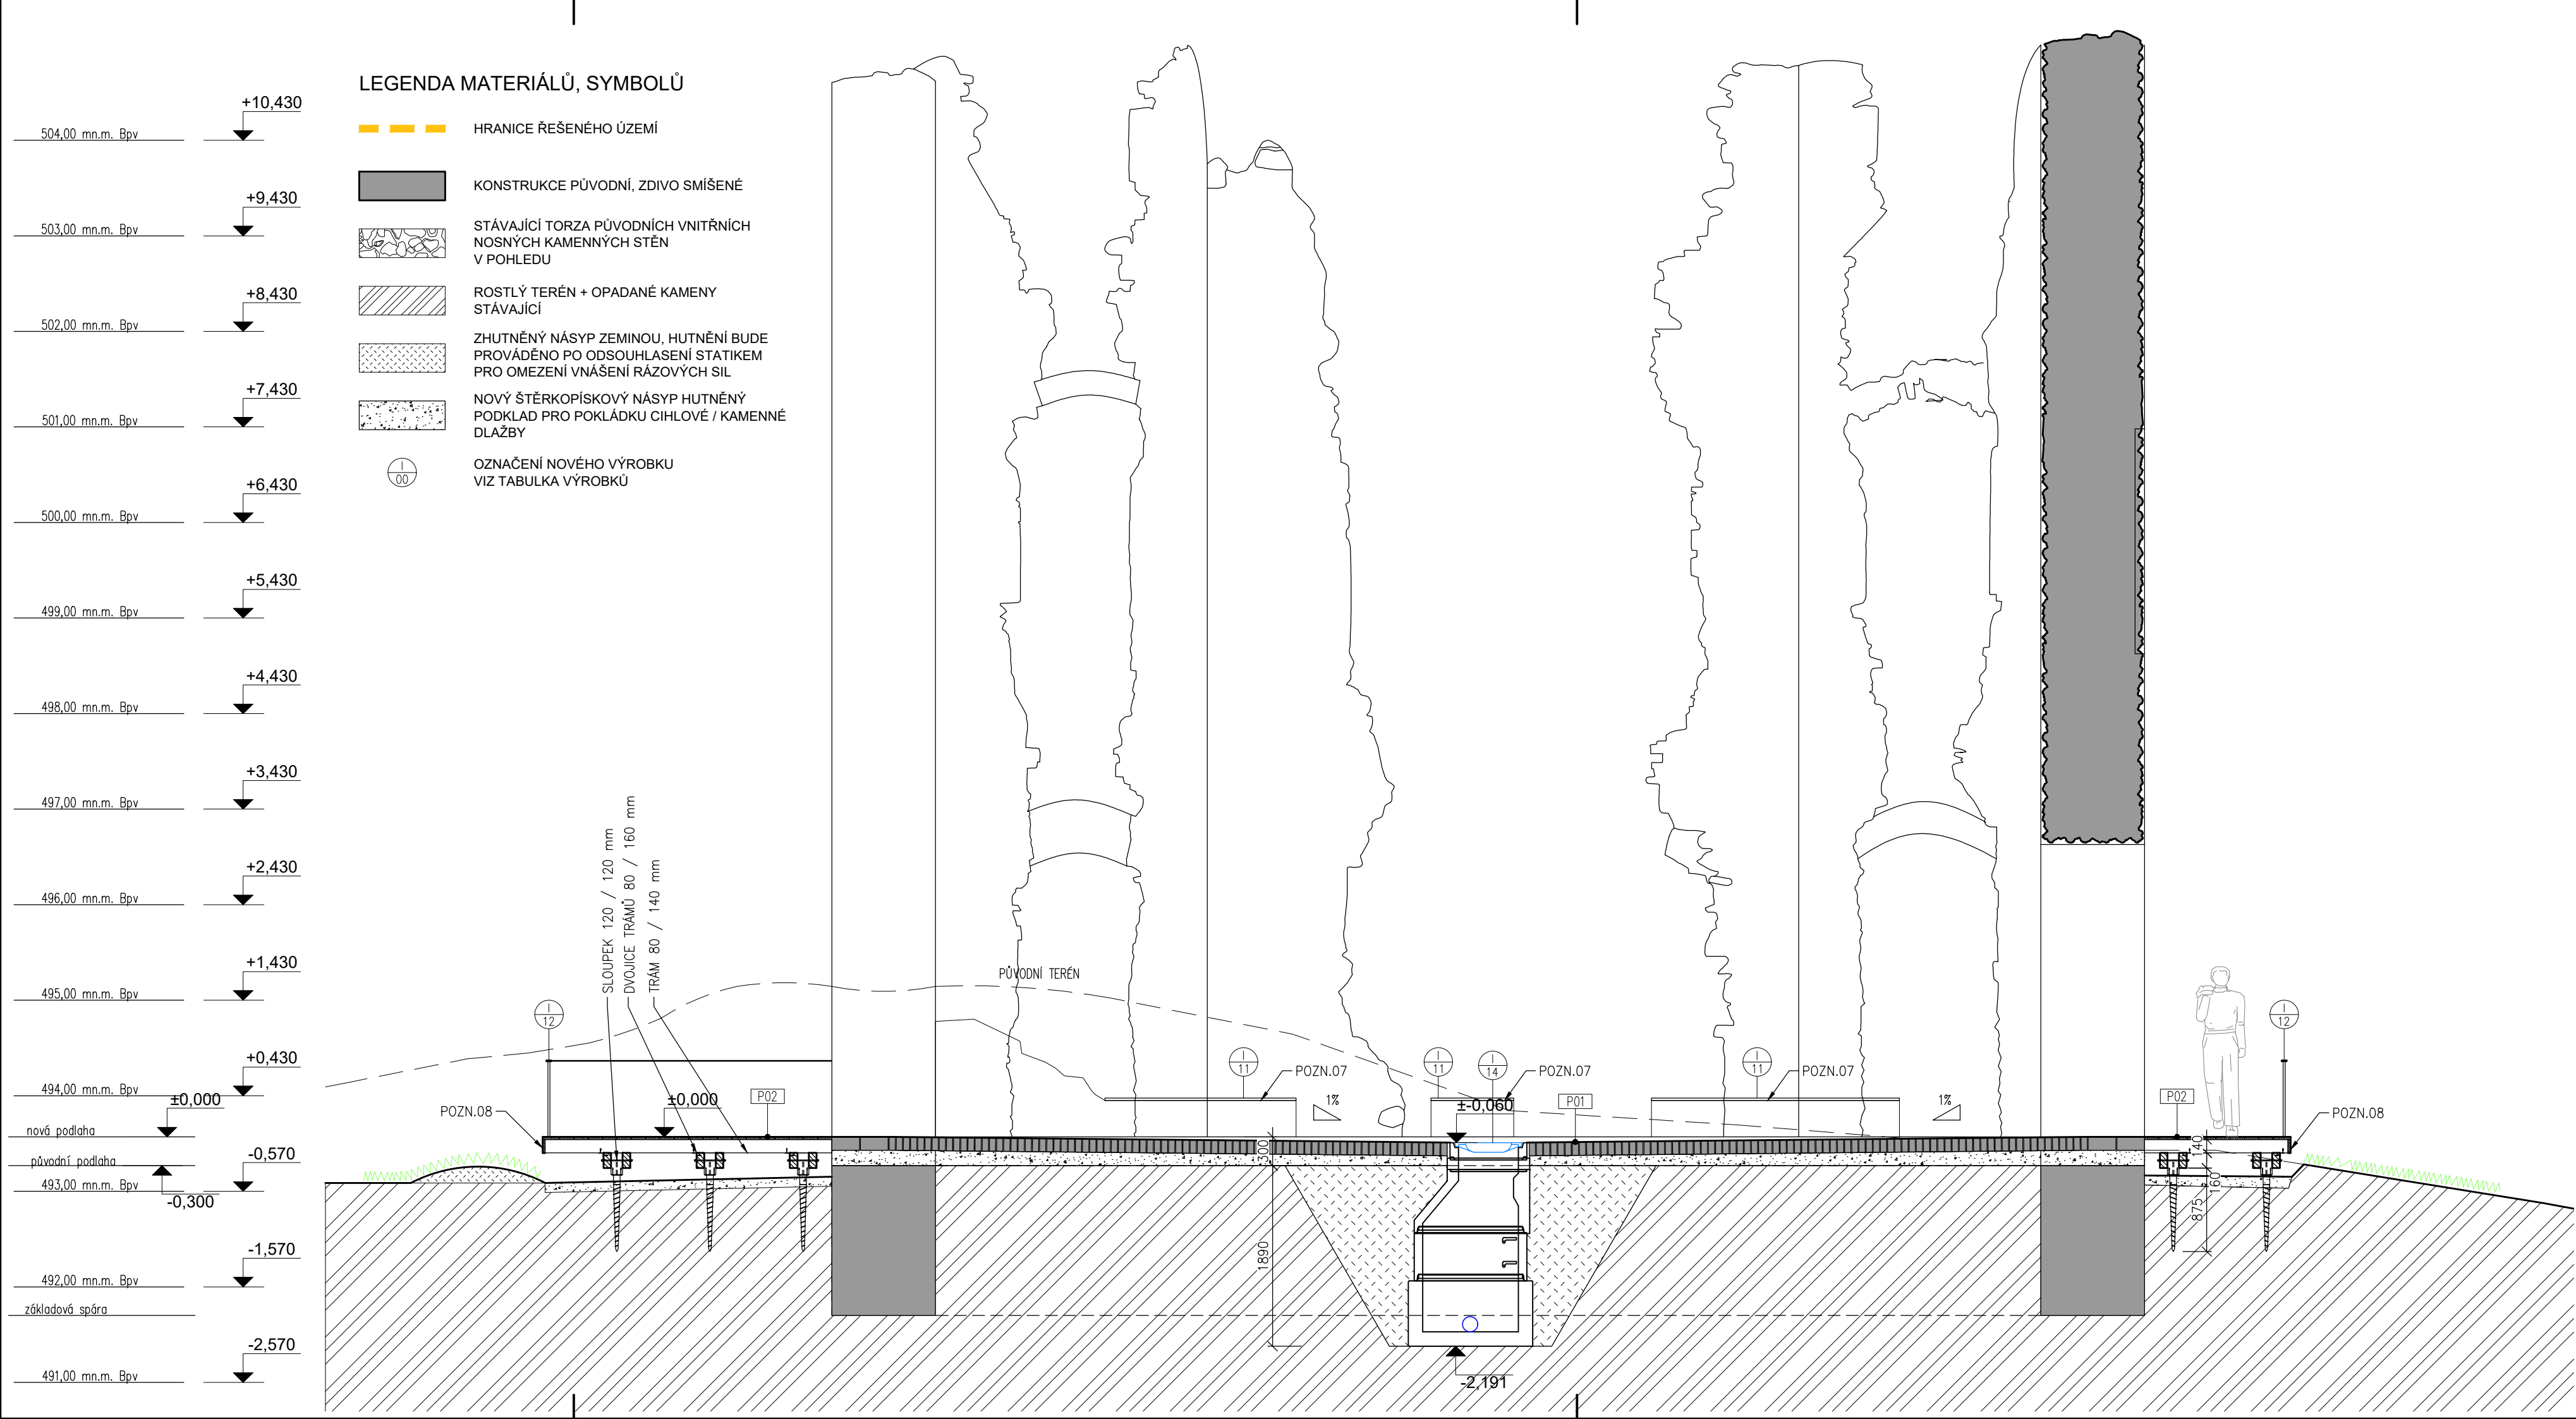 LEGENDA MATERIÁLŮ, SYMBOLŮ
HRANICE ŘEŠENÉHO ÚZEMÍ
KONSTRUKCE PŮVODNÍ, ZDIVO SMÍŠENÉ
STÁVAJÍCÍ TORZA PŮVODNÍCH VNITŘNÍCH
NOSNÝCH KAMENNÝCH STĚN
V POHLEDU
ROSTLÝ TERÉN + OPADANÉ KAMENY
STÁVAJÍCÍ
ZHUTNĚNÝ NÁSYP ZEMINOU, HUTNĚNÍ BUDE
PROVÁDĚNO PO ODSOUHLASENÍ STATIKEM
PRO OMEZENÍ VNÁŠENÍ RÁZOVÝCH SIL
NOVÝ ŠTĚRKOPÍSKOVÝ NÁSYP HUTNĚNÝ
PODKLAD PRO POKLÁDKU CIHLOVÉ / KAMENNÉ
DLAŽBY
I
00
OZNAČENÍ NOVÉHO VÝROBKU
VIZ TABULKA VÝROBKŮ
+10,430
504,00 mn.m. Bpv
+9,430
503,00 mn.m. Bpv
+8,430
502,00 mn.m. Bpv
+7,430
501,00 mn.m. Bpv
+6,430
500,00 mn.m. Bpv
+5,430
499,00 mn.m. Bpv
+4,430
498,00 mn.m. Bpv
+3,430
497,00 mn.m. Bpv
+2,430
496,00 mn.m. Bpv
+1,430
495,00 mn.m. Bpv
+0,430
494,00 mn.m. Bpv
±0,000
nová podlaha
-0,570
původní podlaha
493,00 mn.m. Bpv
-0,300
-1,570
492,00 mn.m. Bpv
základová spára
-2,570
491,00 mn.m. Bpv
SLOUPEK 120 / 120 mm
DVOJICE TRÁMŮ 80 / 160 mm
TRÁM 80 / 140 mm
PŮVODNÍ TERÉN
I
12
POZN.08
±0,000
P02
I
11
POZN.07
1%
I
11
I
14
POZN.07
±-0,060
P01
I
11
POZN.07
1%
P02
I
12
POZN.08
300
1890
-2,191
140
160
875